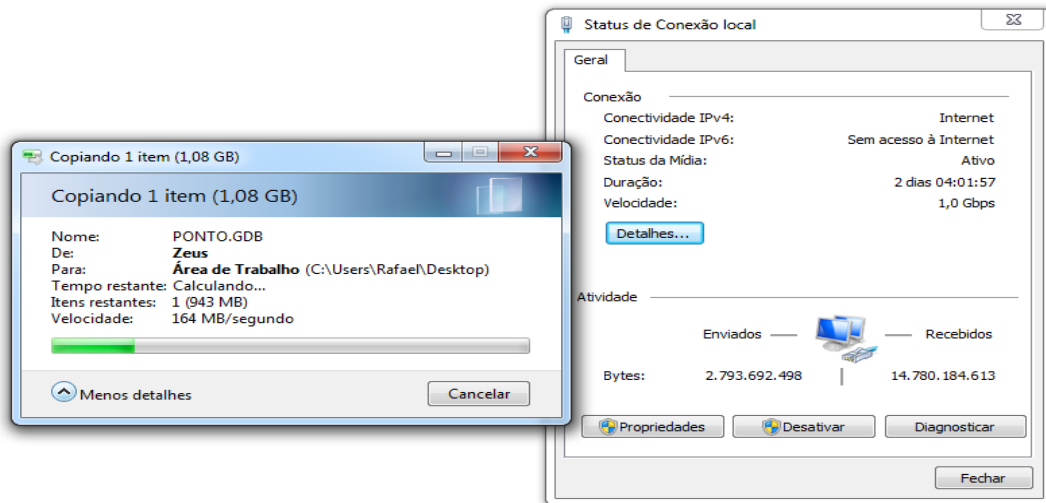 Copiando 1 item (1,08 GB)
Copiando 1 item (1,08 GB)
Nome: PONTO.GDB
De: Zeus
Para: Área de Trabalho (C:\Users\Rafael\Desktop)
Tempo restante: Calculando...
Itens restantes: 1 (943 MB)
Velocidade: 164 MB/segundo
Menos detalhes
Cancelar
Status de Conexão local
Geral
Conexão
Conectividade IPv4: Internet
Conectividade IPv6: Sem acesso à Internet
Status da Mídia: Ativo
Duração: 2 dias 04:01:57
Velocidade: 1,0 Gbps
Detalhes...
Atividade
Enviados — — Recebidos
Bytes: 2.793.692.498 | 14.780.184.613
Propriedades
Desativar
Diagnosticar
Fechar